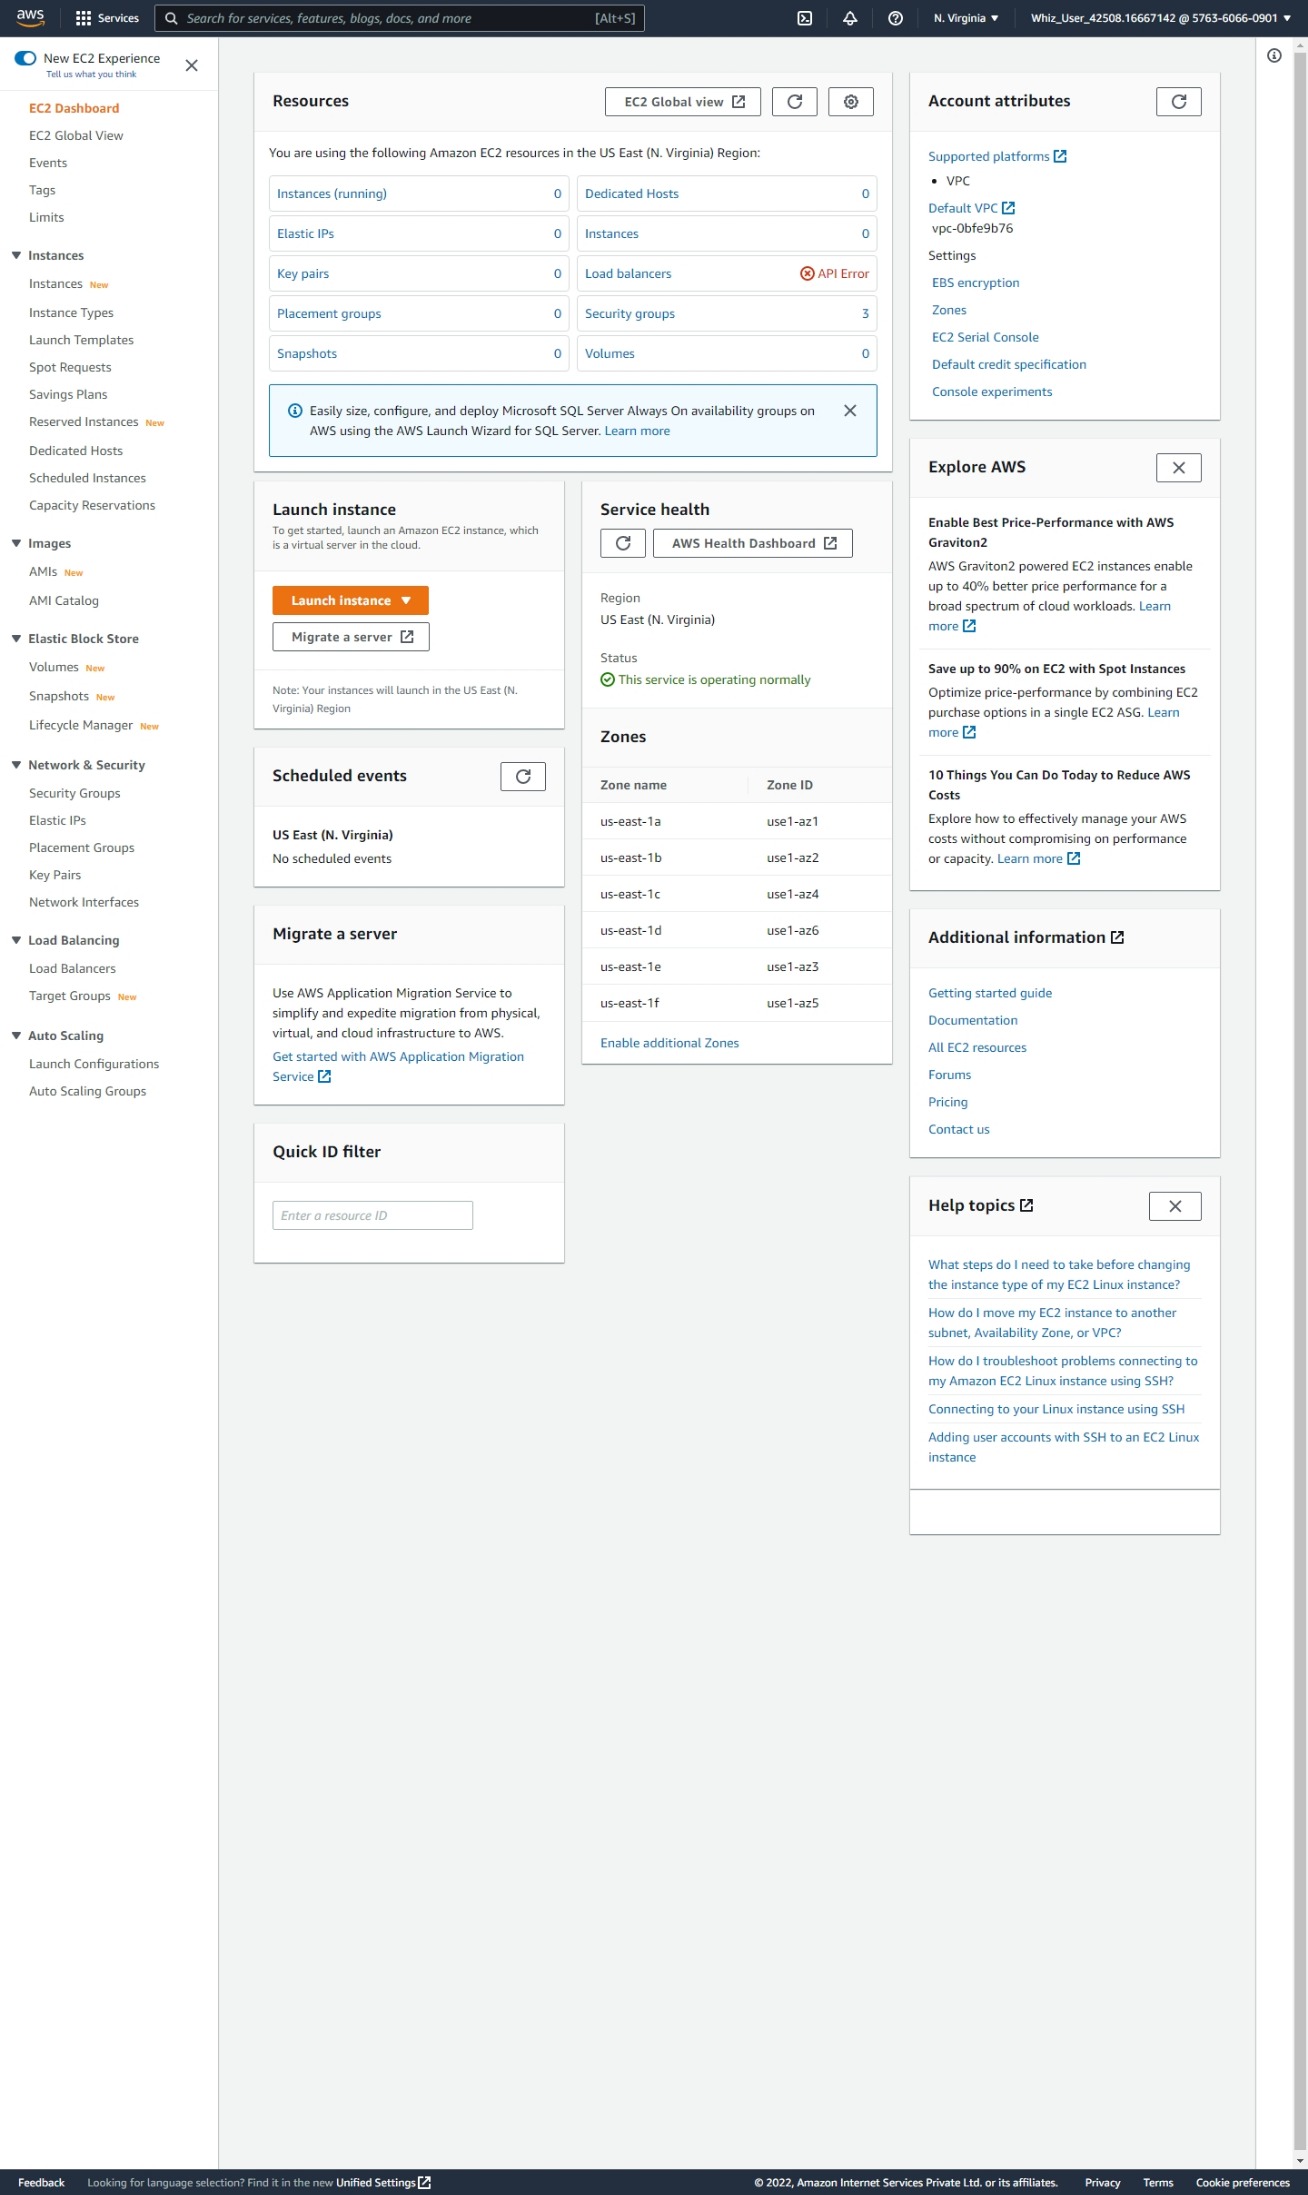 aws
Services
Search for services, features, blogs, docs, and more
[Alt+S]
N. Virginia
Whiz_User_42508.16667142 @ 5763-6066-0901
New EC2 Experience
Tell us what you think
EC2 Dashboard
EC2 Global View
Events
Tags
Limits
Instances
Instances New
Instance Types
Launch Templates
Spot Requests
Savings Plans
Reserved Instances New
Dedicated Hosts
Scheduled Instances
Capacity Reservations
Images
AMIs New
AMI Catalog
Elastic Block Store
Volumes New
Snapshots New
Lifecycle Manager New
Network & Security
Security Groups
Elastic IPs
Placement Groups
Key Pairs
Network Interfaces
Load Balancing
Load Balancers
Target Groups New
Auto Scaling
Launch Configurations
Auto Scaling Groups
Resources
EC2 Global view
You are using the following Amazon EC2 resources in the US East (N. Virginia) Region:
Instances (running) 0
Dedicated Hosts 0
Elastic IPs 0
Instances 0
Key pairs 0
Load balancers API Error
Placement groups 0
Security groups 3
Snapshots 0
Volumes 0
Easily size, configure, and deploy Microsoft SQL Server Always On availability groups on
AWS using the AWS Launch Wizard for SQL Server. Learn more
Launch instance
To get started, launch an Amazon EC2 instance, which
is a virtual server in the cloud.
Launch instance
Migrate a server
Note: Your instances will launch in the US East (N.
Virginia) Region
Scheduled events
US East (N. Virginia)
No scheduled events
Migrate a server
Use AWS Application Migration Service to
simplify and expedite migration from physical,
virtual, and cloud infrastructure to AWS.
Get started with AWS Application Migration
Service
Quick ID filter
Enter a resource ID
Service health
AWS Health Dashboard
Region
US East (N. Virginia)
Status
This service is operating normally
Zones
Zone name Zone ID
us-east-1a use1-az1
us-east-1b use1-az2
us-east-1c use1-az4
us-east-1d use1-az6
us-east-1e use1-az3
us-east-1f use1-az5
Enable additional Zones
Account attributes
Supported platforms
• VPC
Default VPC
vpc-0bfe9b76
Settings
EBS encryption
Zones
EC2 Serial Console
Default credit specification
Console experiments
Explore AWS
Enable Best Price-Performance with AWS
Graviton2
AWS Graviton2 powered EC2 instances enable
up to 40% better price performance for a
broad spectrum of cloud workloads. Learn
more
Save up to 90% on EC2 with Spot Instances
Optimize price-performance by combining EC2
purchase options in a single EC2 ASG. Learn
more
10 Things You Can Do Today to Reduce AWS
Costs
Explore how to effectively manage your AWS
costs without compromising on performance
or capacity. Learn more
Additional information
Getting started guide
Documentation
All EC2 resources
Forums
Pricing
Contact us
Help topics
What steps do I need to take before changing
the instance type of my EC2 Linux instance?
How do I move my EC2 instance to another
subnet, Availability Zone, or VPC?
How do I troubleshoot problems connecting to
my Amazon EC2 Linux instance using SSH?
Connecting to your Linux instance using SSH
Adding user accounts with SSH to an EC2 Linux
instance
Feedback
Looking for language selection? Find it in the new Unified Settings
© 2022, Amazon Internet Services Private Ltd. or its affiliates.
Privacy
Terms
Cookie preferences